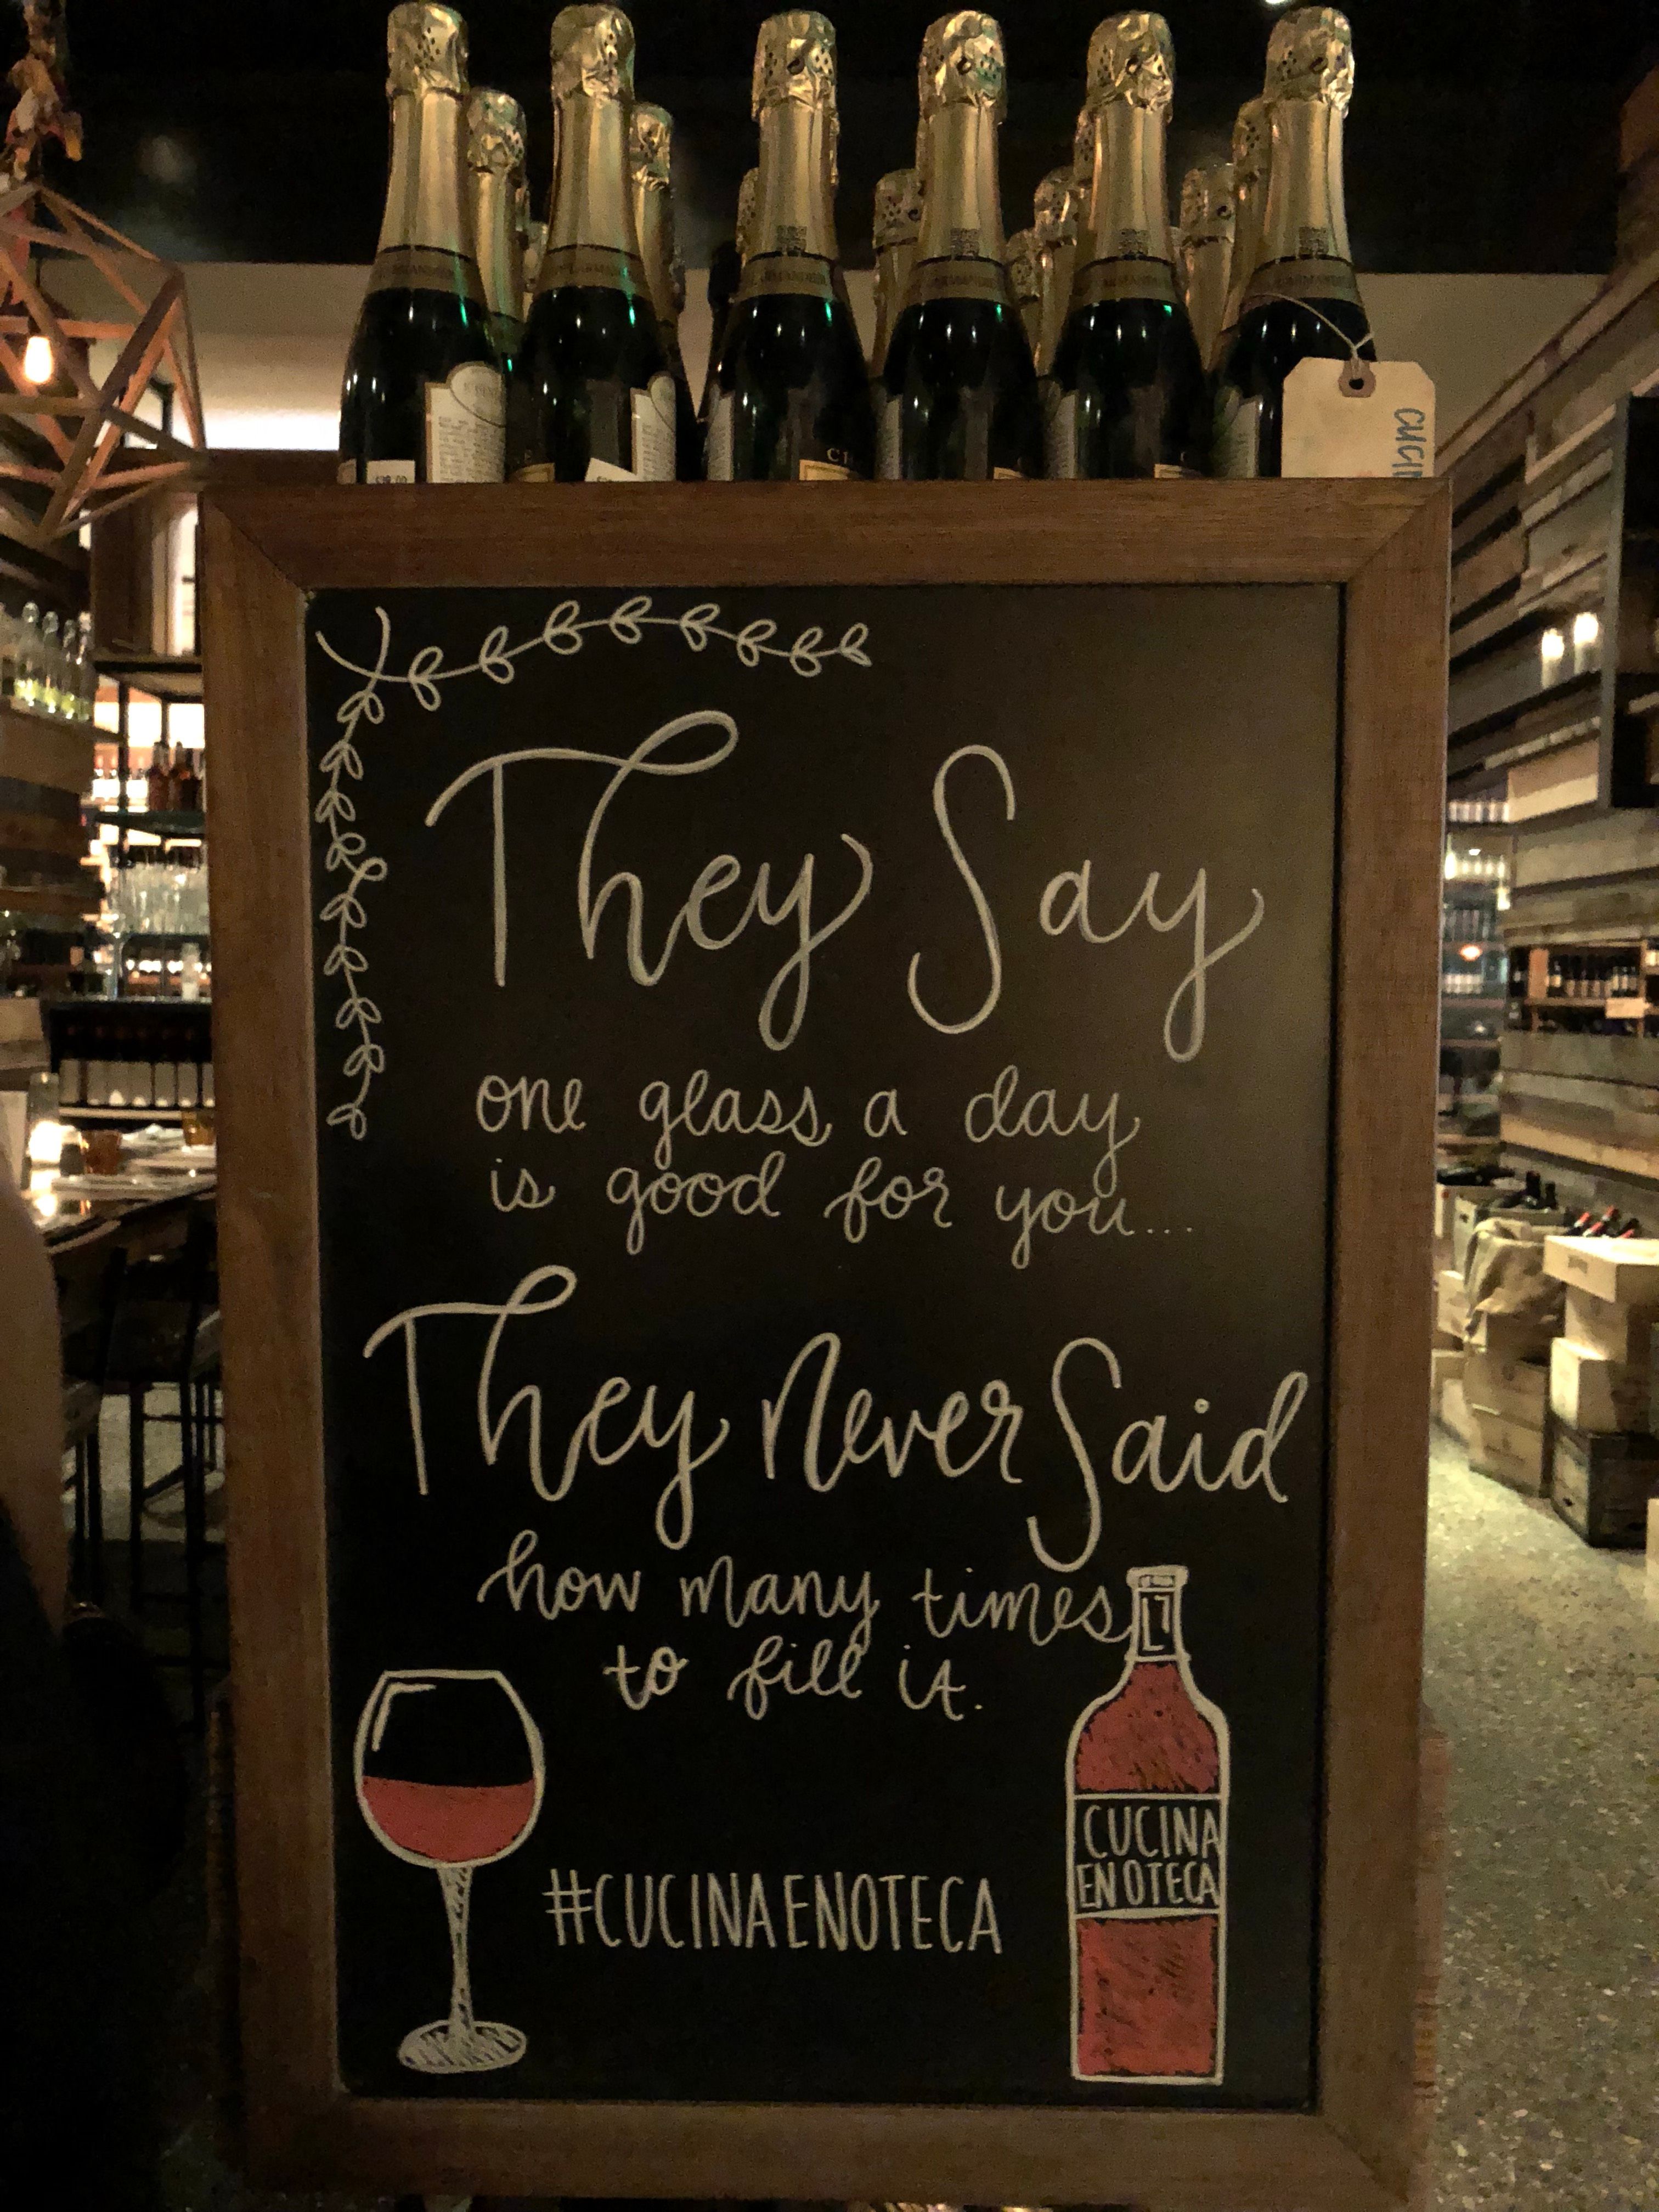 CUCI
They Say
one glass a day
is good for you...
They Never Said
how many times
to fill it.
CUCINA
ENOTECA
#CUCINAENOTECA